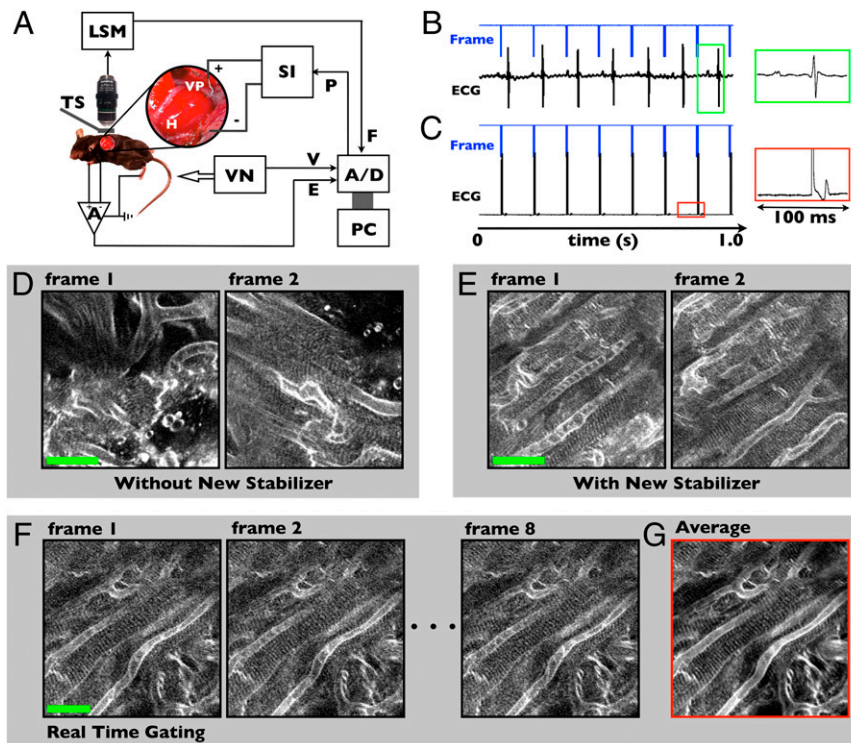 A
LSM
TS
VP
H
+
-
SI
P
F
VN
V
E
A/D
A
+ -
PC
B
Frame
ECG
C
Frame
ECG
0
time (s)
1.0
100 ms
D
frame 1
frame 2
Without New Stabilizer
E
frame 1
frame 2
With New Stabilizer
F
frame 1
frame 2
• • •
frame 8
Real Time Gating
G
Average